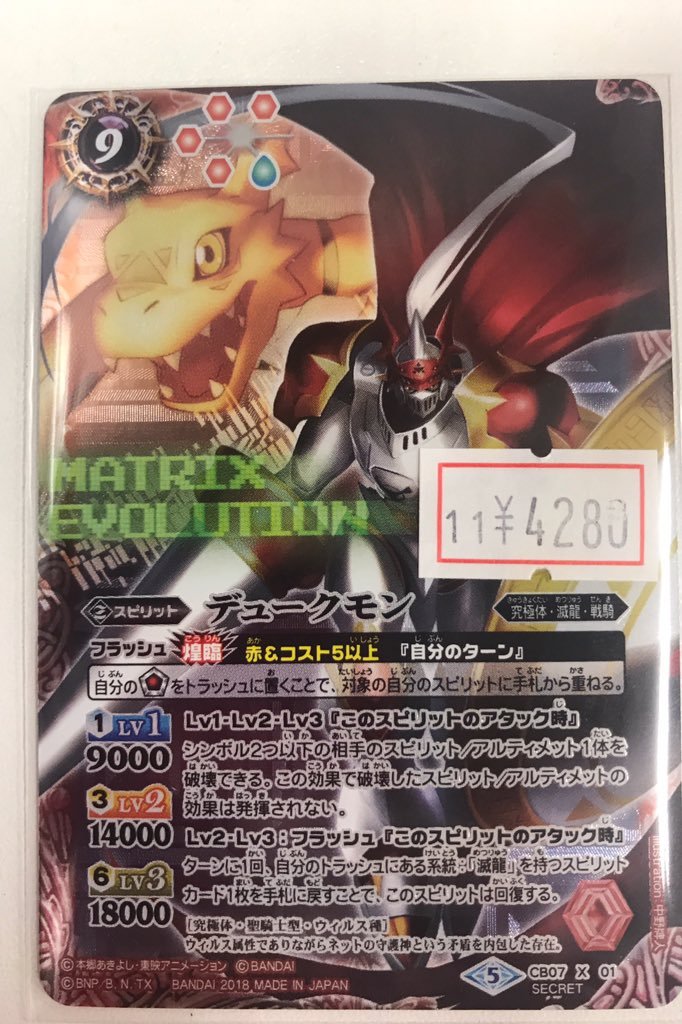 9
MATRIX
EVOLUTION
11 ¥4280
スピリット
デュークモン
究極体・滅龍・戦騎
フラッシュ 煌臨 赤&コスト5以上 『自分のターン』
自分の をトラッシュに置くことで、対象の自分のスピリットに手札から重ねる。
1 LV1
9000
Lv1・Lv2・Lv3『このスピリットのアタック時』
シンボル2つ以下の相手のスピリット/アルティメット1体を
破壊できる。この効果で破壊したスピリット/アルティメットの
効果は発揮されない。
3 LV2
14000
Lv2・Lv3:フラッシュ『このスピリットのアタック時』
ターンに1回、自分のトラッシュにある系統:「滅龍」を持つスピリット
カード1枚を手札に戻すことで、このスピリットは回復する。
6 LV3
18000
[究極体・聖騎士型・ウィルス種]
ウィルス属性でありながらネットの守護神という矛盾を内包した存在。
Illustration: 中野健人
©本郷あきよし・東映アニメーション ©BANDAI
©BNP/B, N, TX BANDAI 2018 MADE IN JAPAN
5
CB07 X 01
SECRET